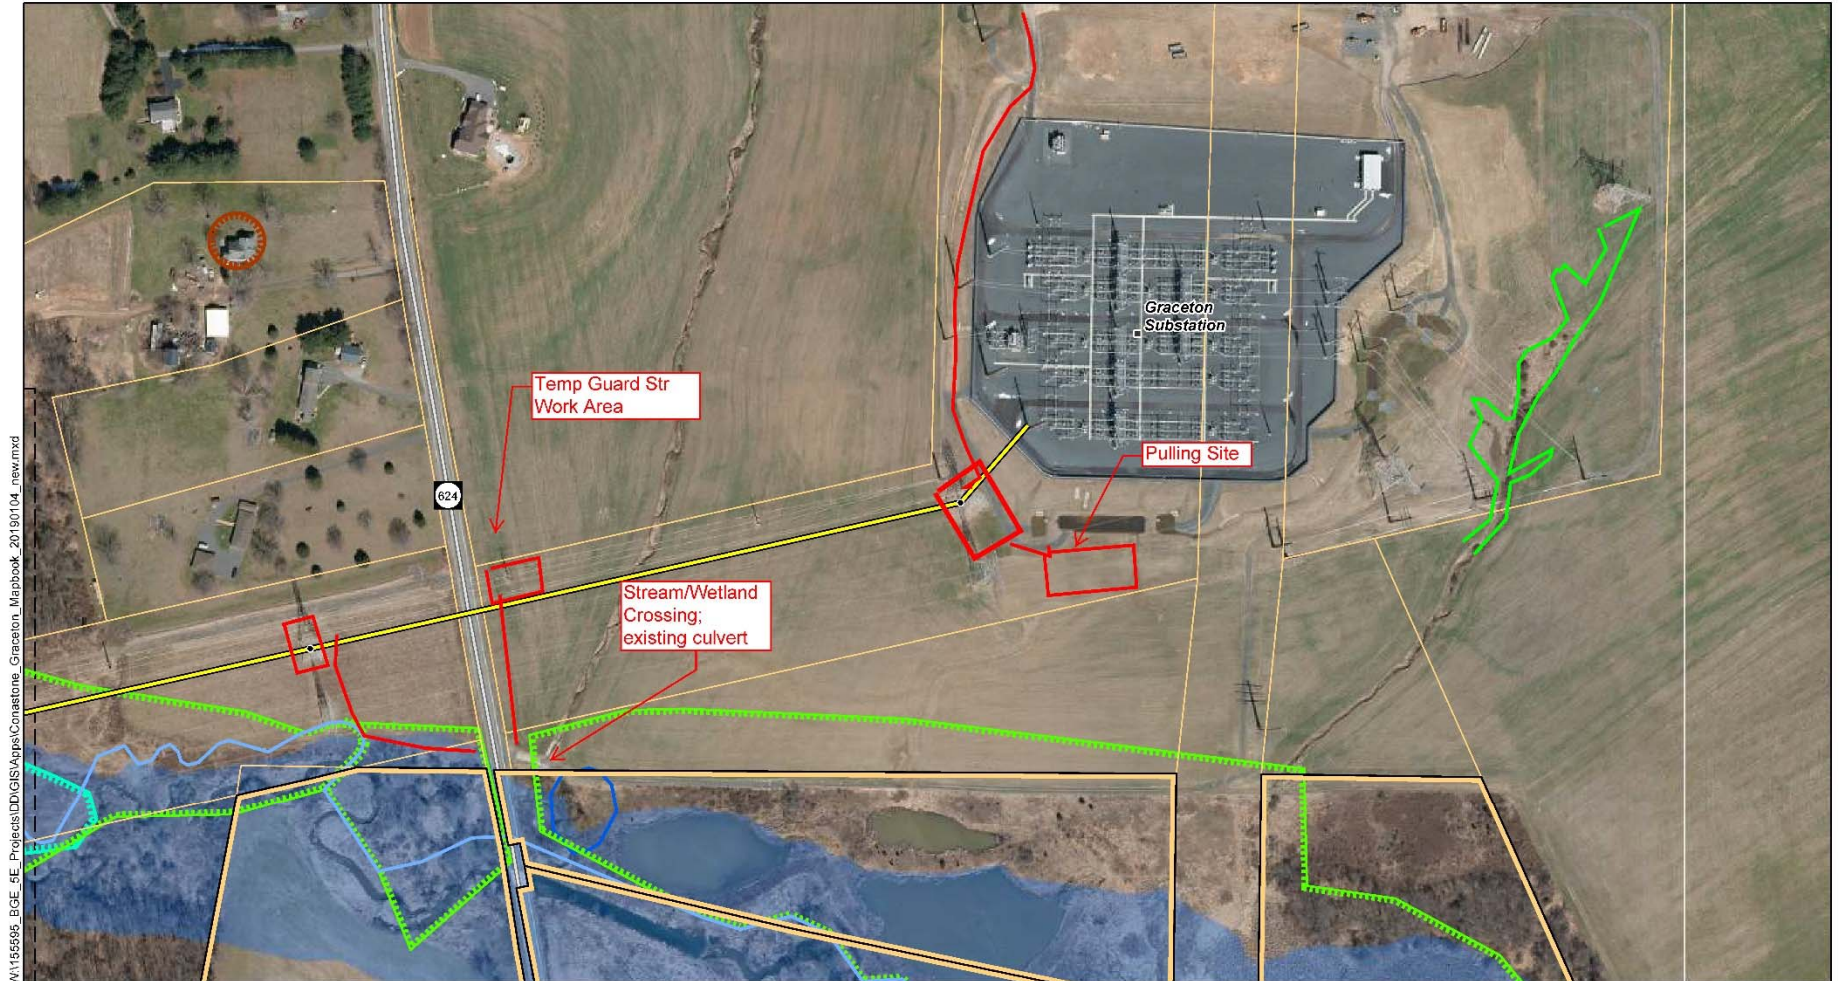 Graceton
Substation
Temp Guard Str
Work Area
Pulling Site
624
Stream/Wetland
Crossing;
existing culvert
V:\155595_BGE_5E_Projects\DD\GIS\Apps\Conastone_Graceton_Mapbook_20190104_new.mxd